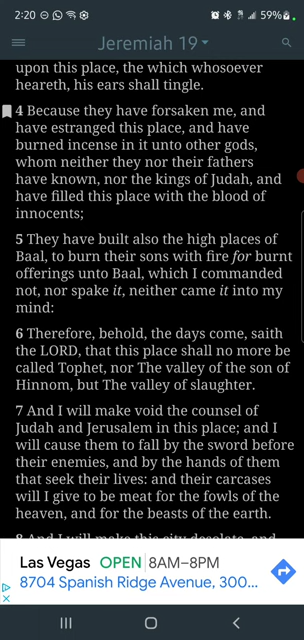 2:20
59%
Jeremiah 19
upon this place, the which whosoever
heareth, his ears shall tingle.
4 Because they have forsaken me, and
have estranged this place, and have
burned incense in it unto other gods,
whom neither they nor their fathers
have known, nor the kings of Judah, and
have filled this place with the blood of
innocents;
5 They have built also the high places of
Baal, to burn their sons with fire for burnt
offerings unto Baal, which I commanded
not, nor spake it, neither came it into my
mind:
6 Therefore, behold, the days come, saith
the LORD, that this place shall no more be
called Tophet, nor The valley of the son of
Hinnom, but The valley of slaughter.
7 And I will make void the counsel of
Judah and Jerusalem in this place; and I
will cause them to fall by the sword before
their enemies, and by the hands of them
that seek their lives: and their carcases
will I give to be meat for the fowls of the
heaven, and for the beasts of the earth.
8 And I will make this city desolate, and
Las Vegas OPEN 8AM–8PM
8704 Spanish Ridge Avenue, 300...